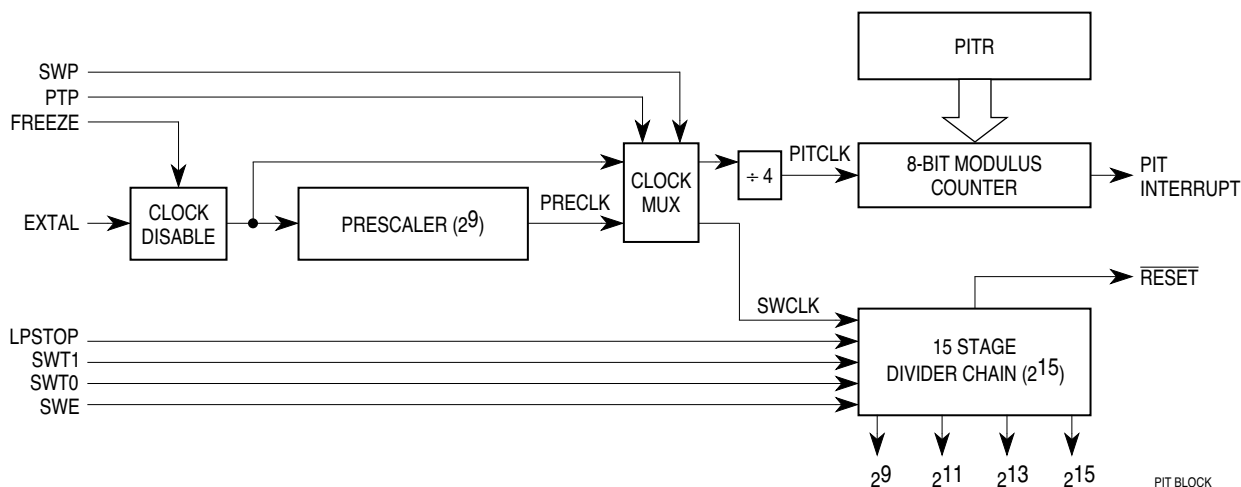 PITR
SWP
PTP
FREEZE
EXTAL
CLOCK
DISABLE
PRESCALER (2⁹)
PRECLK
CLOCK
MUX
÷ 4
PITCLK
8-BIT MODULUS
COUNTER
PIT
INTERRUPT
RESET
SWCLK
LPSTOP
SWT1
SWT0
SWE
15 STAGE
DIVIDER CHAIN (2¹⁵)
2⁹ 2¹¹ 2¹³ 2¹⁵
PIT BLOCK